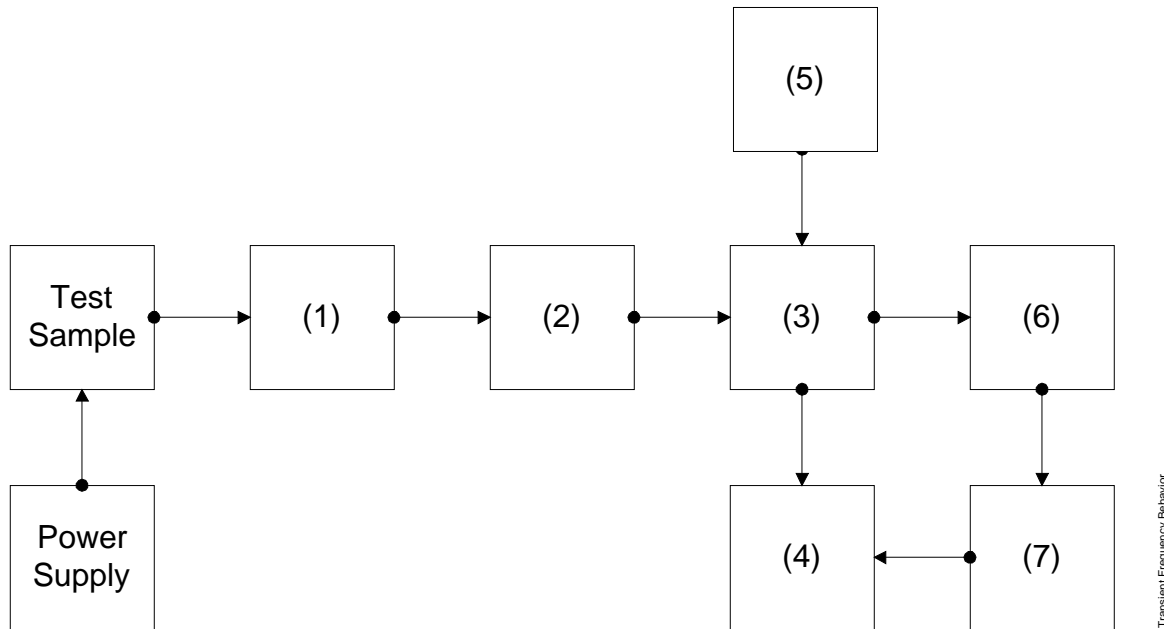 (5)
Test
Sample
(1)
(2)
(3)
(6)
Power
Supply
(4)
(7)
Transient Frequency Behavior